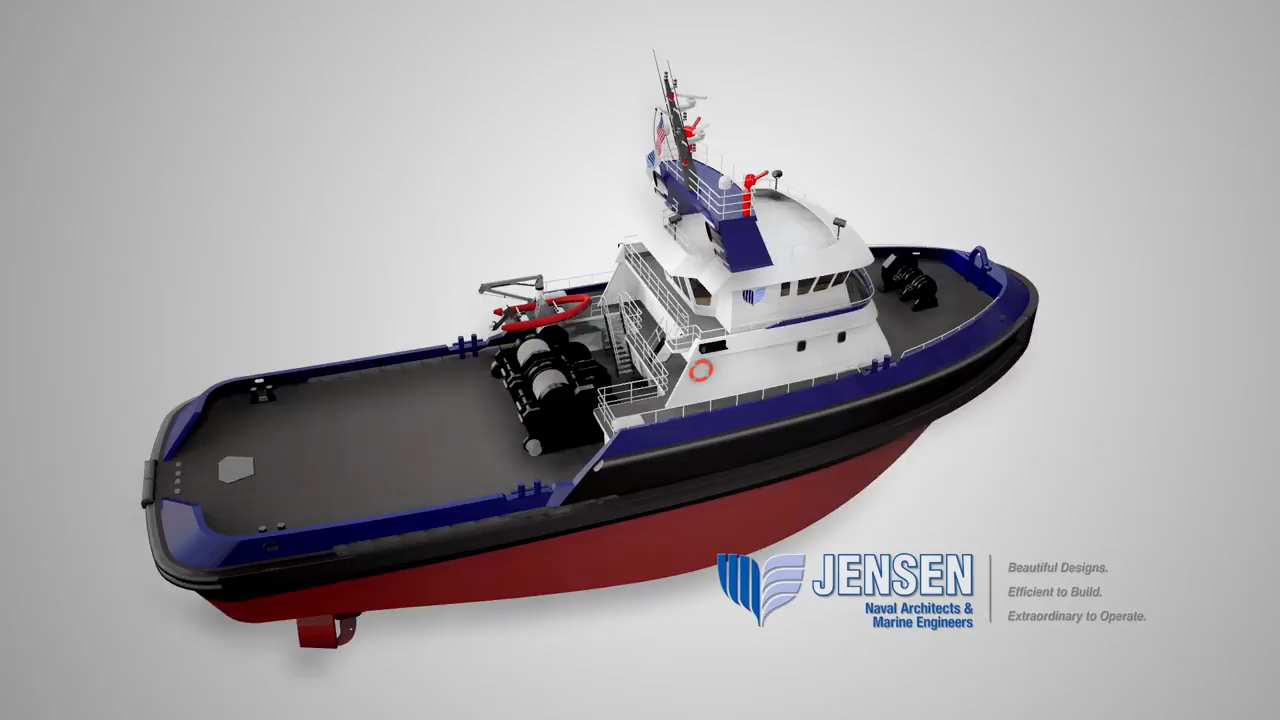 JENSEN
Naval Architects &
Marine Engineers
Beautiful Designs.
Efficient to Build.
Extraordinary to Operate.